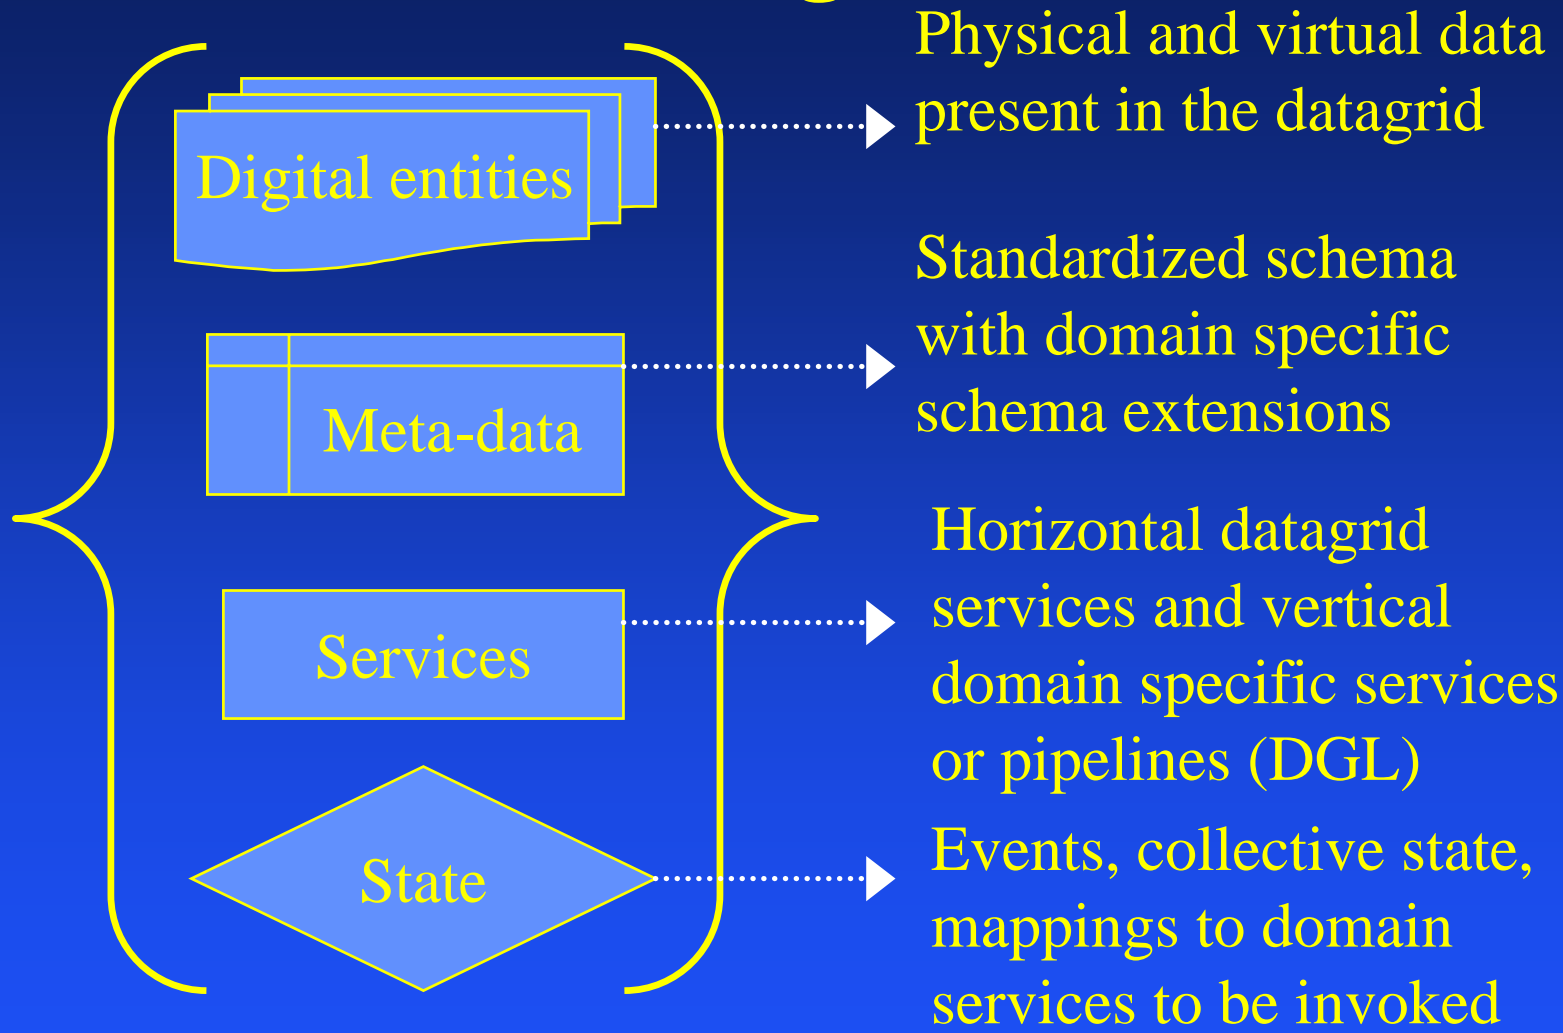 Physical and virtual data
present in the datagrid
Digital entities
Standardized schema
with domain specific
schema extensions
Meta-data
Horizontal datagrid
services and vertical
domain specific services
or pipelines (DGL)
Services
Events, collective state,
mappings to domain
services to be invoked
State